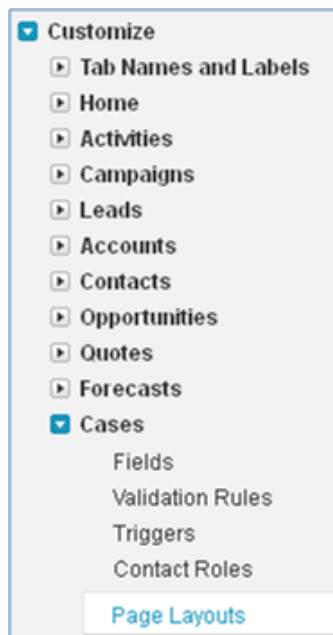 Customize
Tab Names and Labels
Home
Activities
Campaigns
Leads
Accounts
Contacts
Opportunities
Quotes
Forecasts
Cases
Fields
Validation Rules
Triggers
Contact Roles
Page Layouts